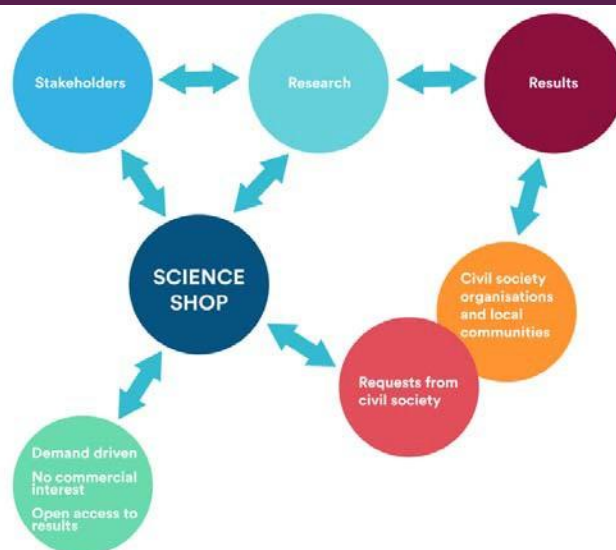 Stakeholders
Research
Results
SCIENCE
SHOP
Civil society
organisations
and local
communities
Requests from
civil society
Demand driven
No commercial
interest
Open access to
results